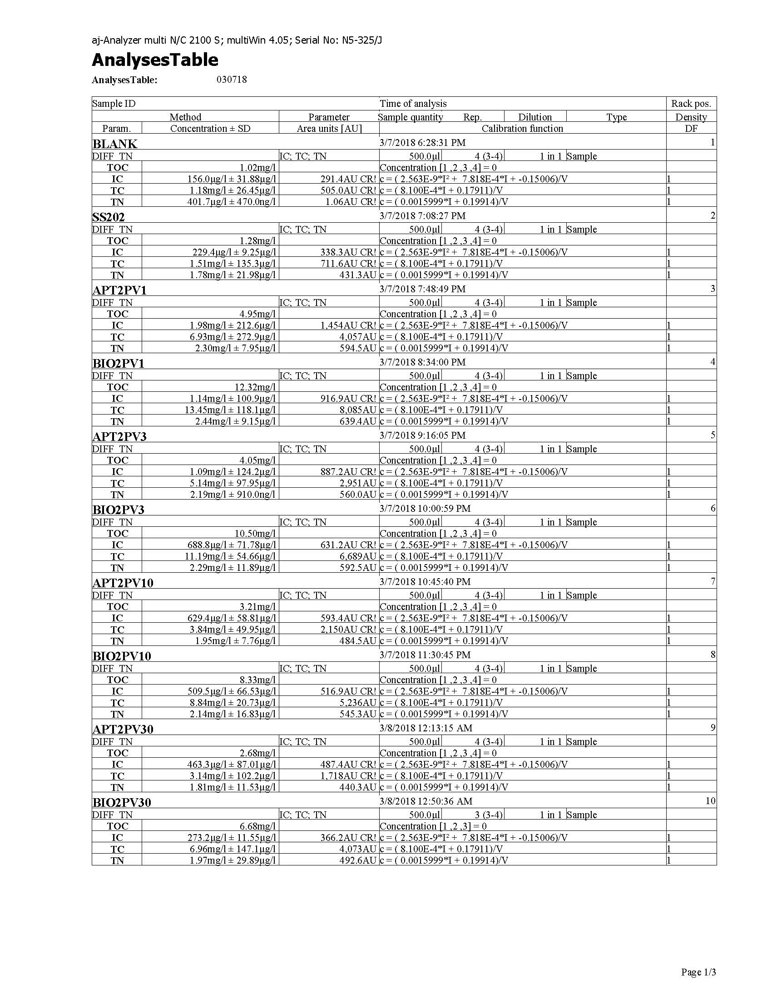 aj-Analyzer multi N/C 2100 S; multiWin 4.05; Serial No: N5-325/J
AnalysesTable
AnalysesTable: 030718
Sample ID Time of analysis Rack pos.
Method Parameter Sample quantity Rep. Dilution Type Density
Param. Concentration ± SD Area units [AU] Calibration function DF
BLANK 3/7/2018 6:28:31 PM 1
DIFF_TN IC; TC; TN 500.0µl 4 (3-4) 1 in 1 Sample
TOC 1.02mg/l Concentration [1 ,2 ,3 ,4] = 0
IC 156.0µg/l ± 31.88µg/l 291.4AU CR! c = ( 2.563E-9*I² + 7.818E-4*I + -0.15006)/V 1
TC 1.18mg/l ± 26.45µg/l 505.0AU CR! c = ( 8.100E-4*I + 0.17911)/V 1
TN 401.7µg/l ± 470.0ng/l 1.06AU CR! c = ( 0.0015999*I + 0.19914)/V 1
SS202 3/7/2018 7:08:27 PM 2
DIFF_TN IC; TC; TN 500.0µl 4 (3-4) 1 in 1 Sample
TOC 1.28mg/l Concentration [1 ,2 ,3 ,4] = 0
IC 229.4µg/l ± 9.25µg/l 338.3AU CR! c = ( 2.563E-9*I² + 7.818E-4*I + -0.15006)/V 1
TC 1.51mg/l ± 135.3µg/l 711.6AU CR! c = ( 8.100E-4*I + 0.17911)/V 1
TN 1.78mg/l ± 21.98µg/l 431.3AU c = ( 0.0015999*I + 0.19914)/V 1
APT2PV1 3/7/2018 7:48:49 PM 3
DIFF_TN IC; TC; TN 500.0µl 4 (3-4) 1 in 1 Sample
TOC 4.95mg/l Concentration [1 ,2 ,3 ,4] = 0
IC 1.98mg/l ± 212.6µg/l 1,454AU CR! c = ( 2.563E-9*I² + 7.818E-4*I + -0.15006)/V 1
TC 6.93mg/l ± 272.9µg/l 4,057AU c = ( 8.100E-4*I + 0.17911)/V 1
TN 2.30mg/l ± 7.95µg/l 594.5AU c = ( 0.0015999*I + 0.19914)/V 1
BIO2PV1 3/7/2018 8:34:00 PM 4
DIFF_TN IC; TC; TN 500.0µl 4 (3-4) 1 in 1 Sample
TOC 12.32mg/l Concentration [1 ,2 ,3 ,4] = 0
IC 1.14mg/l ± 100.9µg/l 916.9AU CR! c = ( 2.563E-9*I² + 7.818E-4*I + -0.15006)/V 1
TC 13.45mg/l ± 118.1µg/l 8,085AU c = ( 8.100E-4*I + 0.17911)/V 1
TN 2.44mg/l ± 9.15µg/l 639.4AU c = ( 0.0015999*I + 0.19914)/V 1
APT2PV3 3/7/2018 9:16:05 PM 5
DIFF_TN IC; TC; TN 500.0µl 4 (3-4) 1 in 1 Sample
TOC 4.05mg/l Concentration [1 ,2 ,3 ,4] = 0
IC 1.09mg/l ± 124.2µg/l 887.2AU CR! c = ( 2.563E-9*I² + 7.818E-4*I + -0.15006)/V 1
TC 5.14mg/l ± 97.95µg/l 2,951AU c = ( 8.100E-4*I + 0.17911)/V 1
TN 2.19mg/l ± 910.0ng/l 560.0AU c = ( 0.0015999*I + 0.19914)/V 1
BIO2PV3 3/7/2018 10:00:59 PM 6
DIFF_TN IC; TC; TN 500.0µl 4 (3-4) 1 in 1 Sample
TOC 10.50mg/l Concentration [1 ,2 ,3 ,4] = 0
IC 688.8µg/l ± 71.78µg/l 631.2AU CR! c = ( 2.563E-9*I² + 7.818E-4*I + -0.15006)/V 1
TC 11.19mg/l ± 54.66µg/l 6,689AU c = ( 8.100E-4*I + 0.17911)/V 1
TN 2.29mg/l ± 11.89µg/l 592.5AU c = ( 0.0015999*I + 0.19914)/V 1
APT2PV10 3/7/2018 10:45:40 PM 7
DIFF_TN IC; TC; TN 500.0µl 4 (3-4) 1 in 1 Sample
TOC 3.21mg/l Concentration [1 ,2 ,3 ,4] = 0
IC 629.4µg/l ± 58.81µg/l 593.4AU CR! c = ( 2.563E-9*I² + 7.818E-4*I + -0.15006)/V 1
TC 3.84mg/l ± 49.95µg/l 2,150AU CR! c = ( 8.100E-4*I + 0.17911)/V 1
TN 1.95mg/l ± 7.76µg/l 484.5AU c = ( 0.0015999*I + 0.19914)/V 1
BIO2PV10 3/7/2018 11:30:45 PM 8
DIFF_TN IC; TC; TN 500.0µl 4 (3-4) 1 in 1 Sample
TOC 8.33mg/l Concentration [1 ,2 ,3 ,4] = 0
IC 509.5µg/l ± 66.53µg/l 516.9AU CR! c = ( 2.563E-9*I² + 7.818E-4*I + -0.15006)/V 1
TC 8.84mg/l ± 20.73µg/l 5,236AU c = ( 8.100E-4*I + 0.17911)/V 1
TN 2.14mg/l ± 16.83µg/l 545.3AU c = ( 0.0015999*I + 0.19914)/V 1
APT2PV30 3/8/2018 12:13:15 AM 9
DIFF_TN IC; TC; TN 500.0µl 4 (3-4) 1 in 1 Sample
TOC 2.68mg/l Concentration [1 ,2 ,3 ,4] = 0
IC 463.3µg/l ± 87.01µg/l 487.4AU CR! c = ( 2.563E-9*I² + 7.818E-4*I + -0.15006)/V 1
TC 3.14mg/l ± 102.2µg/l 1,718AU CR! c = ( 8.100E-4*I + 0.17911)/V 1
TN 1.81mg/l ± 11.53µg/l 440.3AU c = ( 0.0015999*I + 0.19914)/V 1
BIO2PV30 3/8/2018 12:50:36 AM 10
DIFF_TN IC; TC; TN 500.0µl 3 (3-4) 1 in 1 Sample
TOC 6.68mg/l Concentration [1 ,2 ,3] = 0
IC 273.2µg/l ± 11.55µg/l 366.2AU CR! c = ( 2.563E-9*I² + 7.818E-4*I + -0.15006)/V 1
TC 6.96mg/l ± 147.1µg/l 4,073AU c = ( 8.100E-4*I + 0.17911)/V 1
TN 1.97mg/l ± 29.89µg/l 492.6AU c = ( 0.0015999*I + 0.19914)/V 1
Page 1/3